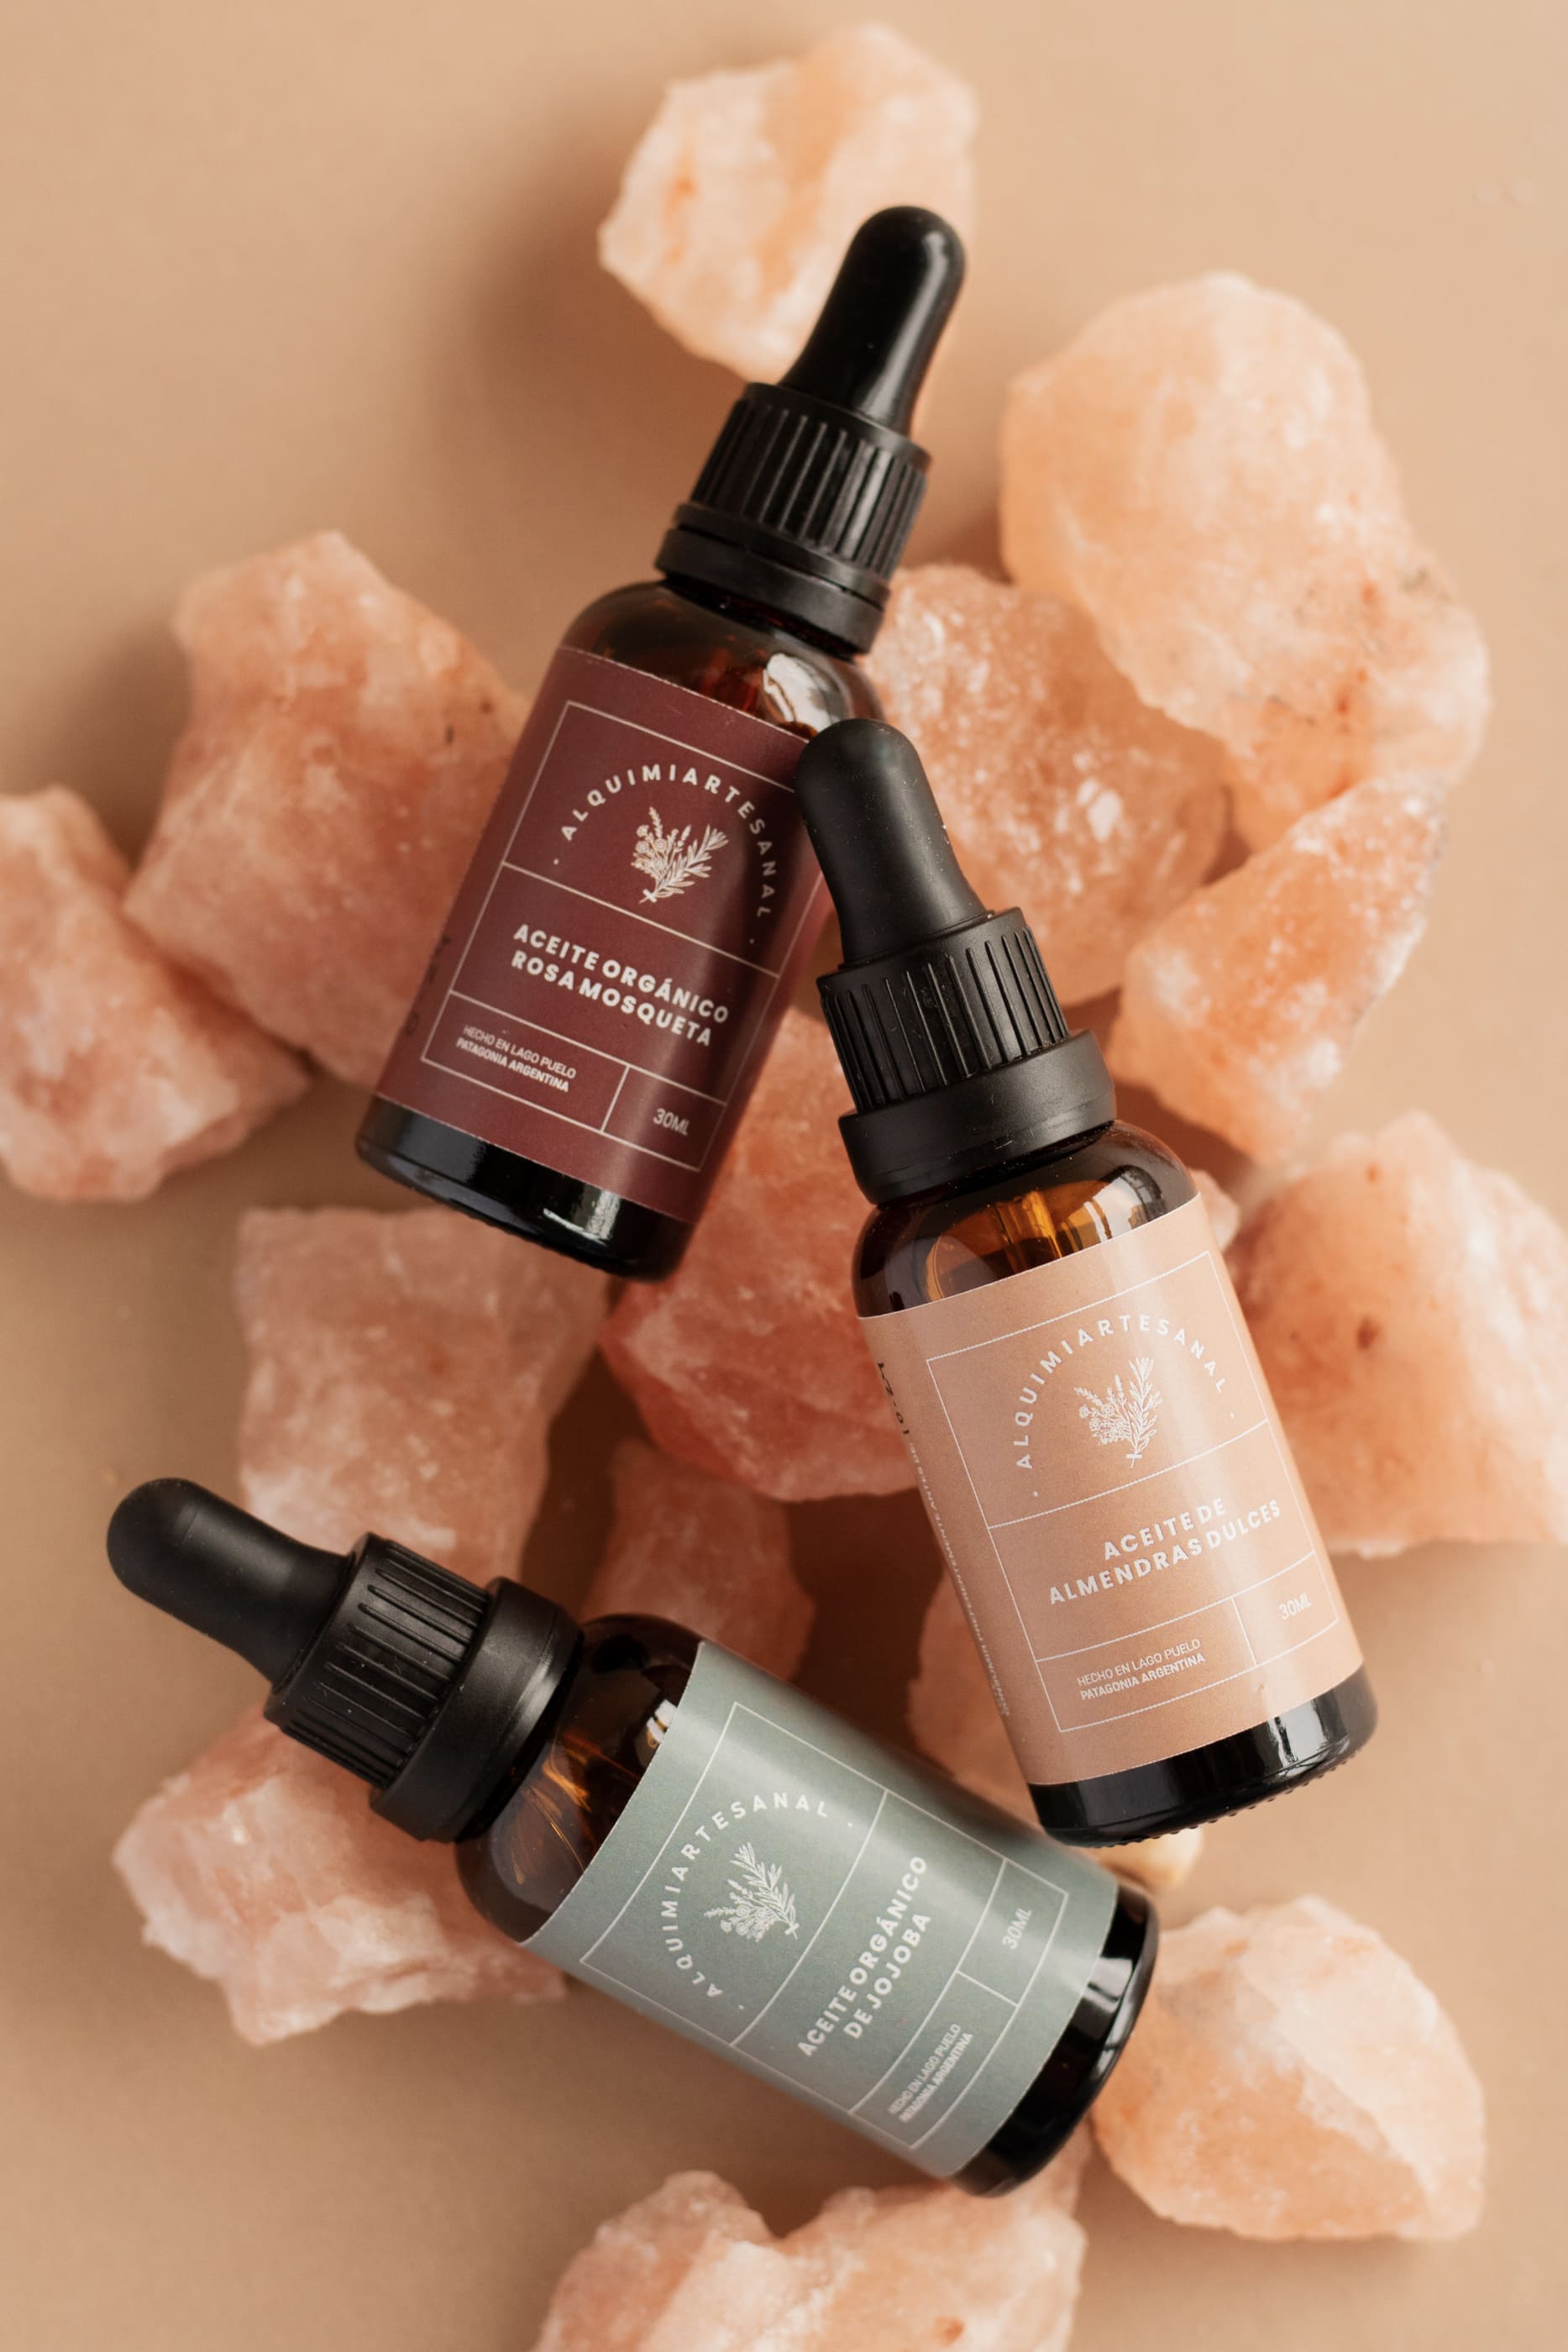 ALQUIMIARTESANAL
ACEITE ORGÁNICO
ROSA MOSQUETA
HECHO EN LAGO PUELO
PATAGONIA ARGENTINA
30ML
ALQUIMIARTESANAL
ACEITE DE
ALMENDRAS DULCES
HECHO EN LAGO PUELO
PATAGONIA ARGENTINA
30ML
ALQUIMIARTESANAL
ACEITE ORGÁNICO
DE JOJOBA
HECHO EN LAGO PUELO
PATAGONIA ARGENTINA
30ML